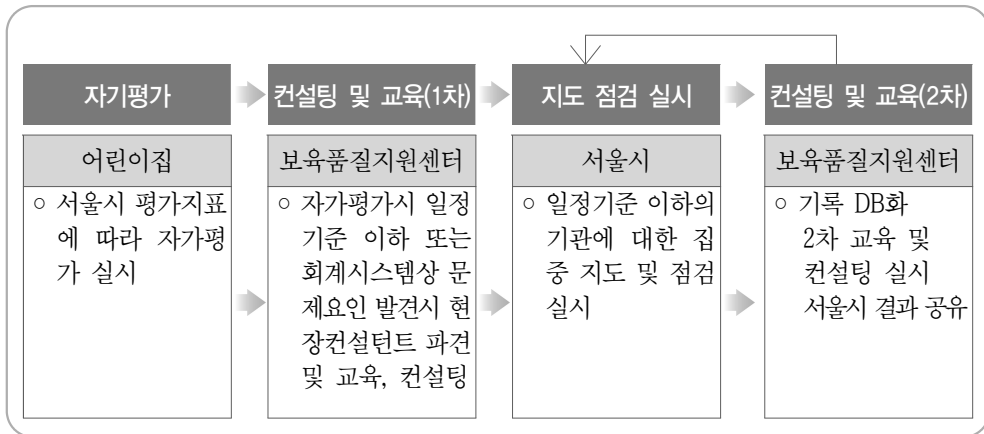 자기평가
컨설팅 및 교육(1차)
지도 점검 실시
컨설팅 및 교육(2차)
어린이집
○ 서울시 평가지표
에 따라 자가평
가 실시
보육품질지원센터
○ 자가평가시 일정
기준 이하 또는
회계시스템상 문
제요인 발견시 현
장컨설턴트 파견
및 교육, 컨설팅
서울시
○ 일정기준 이하의
기관에 대한 집
중 지도 및 점검
실시
보육품질지원센터
○ 기록 DB화
2차 교육 및
컨설팅 실시
서울시 결과 공유